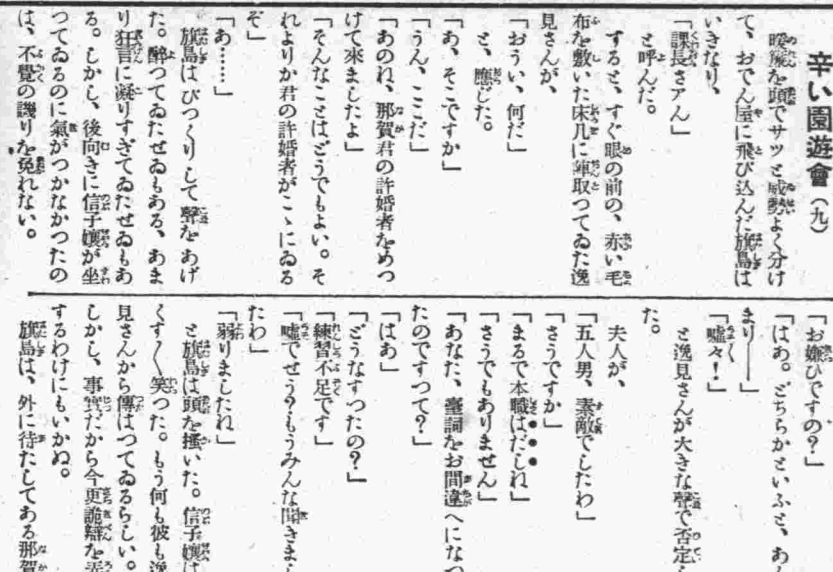 辛い園遊會（九）
暖簾を頭でサツと威勢よく分け
て、おでん屋に飛び込んだ旗島は
いきなり、
「課長さアん」
と呼んだ。
すると、すぐ眼の前の、赤い毛
布を敷いた床几に陣取つてゐた逸
見さんが、
「おうい、何だ」
と、應じた。
「あ、そこですか」
「うん、ここだ」
「あのれ、那賀君の許婚者をめつ
けて來ましたよ」
「そんなことはどうでもよい。そ
れよりか君の許婚者がこゝにゐる
ぞ」
「あ……」
旗島はびつくりして聲をあげ
た。醉つてゐたせゐもある、あま
り狂言に凝りすぎてゐたせゐもあ
る。しかし、後向きに信子孃が坐
つてゐるのに氣がつかなかつたの
は、不覺の譏りを免れない。
「お嫌ひですの？」
「はあ。どちらかといふと、あん
まり――」
「噓々！」
と逸見さんが大きな聲で否定し
た。
夫人が、
「五人男、素敵でしたわ」
「さうですか」
「まるで本職はだしれ」
「さうでもありません」
「あなた、臺詞をお間違へになつ
たのですつて？」
「はあ」
「どうなすつたの？」
「練習不足です」
「噓でせう？もうみんな聞きまし
たわ」
「弱りましたれ」
と旗島は頭を搔いた。信子孃は
くす〳〵笑つた。もう何も彼も逸
見さんから傳はつてゐるらしい。
しかし、事實だから今更詭辯を弄
するわけにもいかぬ。
旗島は、外に待たしてある那賀